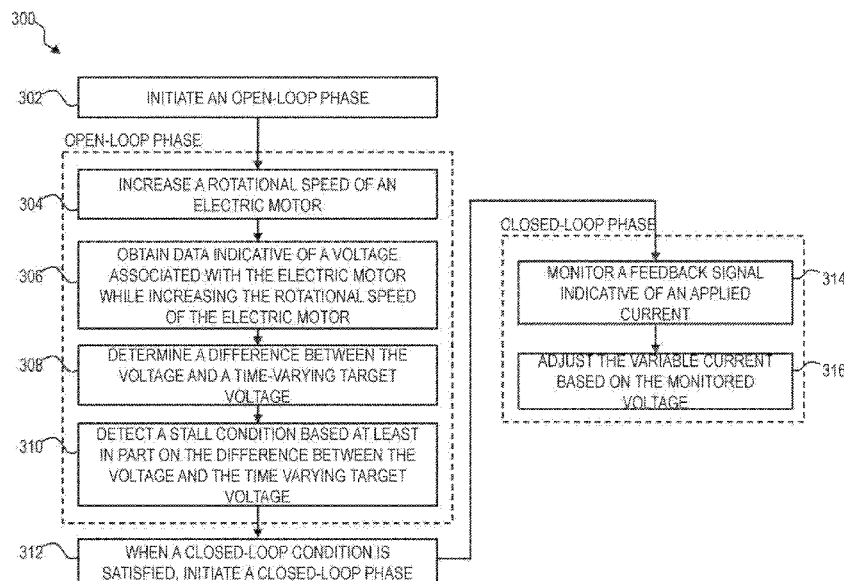 300
302
INITIATE AN OPEN-LOOP PHASE
OPEN-LOOP PHASE
304
INCREASE A ROTATIONAL SPEED OF AN
ELECTRIC MOTOR
306
OBTAIN DATA INDICATIVE OF A VOLTAGE
ASSOCIATED WITH THE ELECTRIC MOTOR
WHILE INCREASING THE ROTATIONAL SPEED
OF THE ELECTRIC MOTOR
308
DETERMINE A DIFFERENCE BETWEEN THE
VOLTAGE AND A TIME-VARYING TARGET
VOLTAGE
310
DETECT A STALL CONDITION BASED AT LEAST
IN PART ON THE DIFFERENCE BETWEEN THE
VOLTAGE AND THE TIME VARYING TARGET
VOLTAGE
312
WHEN A CLOSED-LOOP CONDITION IS
SATISFIED, INITIATE A CLOSED-LOOP PHASE
CLOSED-LOOP PHASE
MONITOR A FEEDBACK SIGNAL
INDICATIVE OF AN APPLIED
CURRENT
314
ADJUST THE VARIABLE CURRENT
BASED ON THE MONITORED
VOLTAGE
316